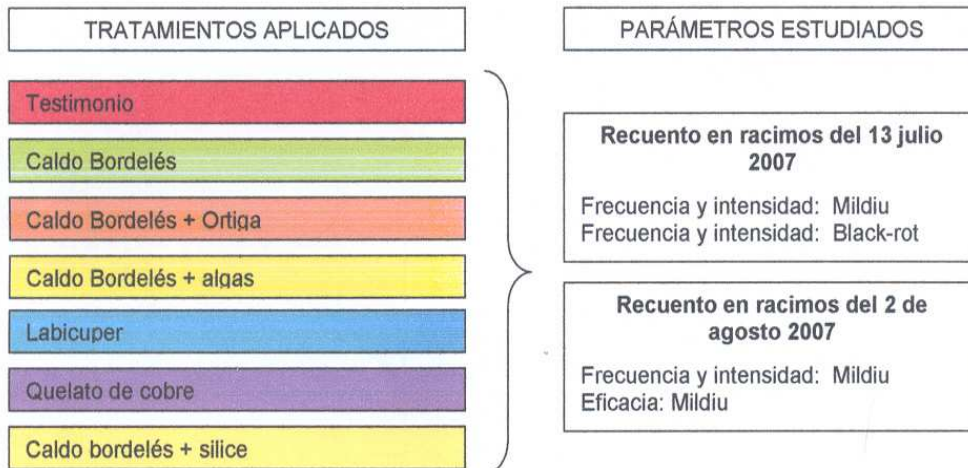 TRATAMIENTOS APLICADOS
Testimonio
Caldo Bordelés
Caldo Bordelés + Ortiga
Caldo Bordelés + algas
Labicuper
Quelato de cobre
Caldo bordelés + silice
PARÁMETROS ESTUDIADOS
Recuento en racimos del 13 julio
2007
Frecuencia y intensidad: Mildiu
Frecuencia y intensidad: Black-rot
Recuento en racimos del 2 de
agosto 2007
Frecuencia y intensidad: Mildiu
Eficacia: Mildiu